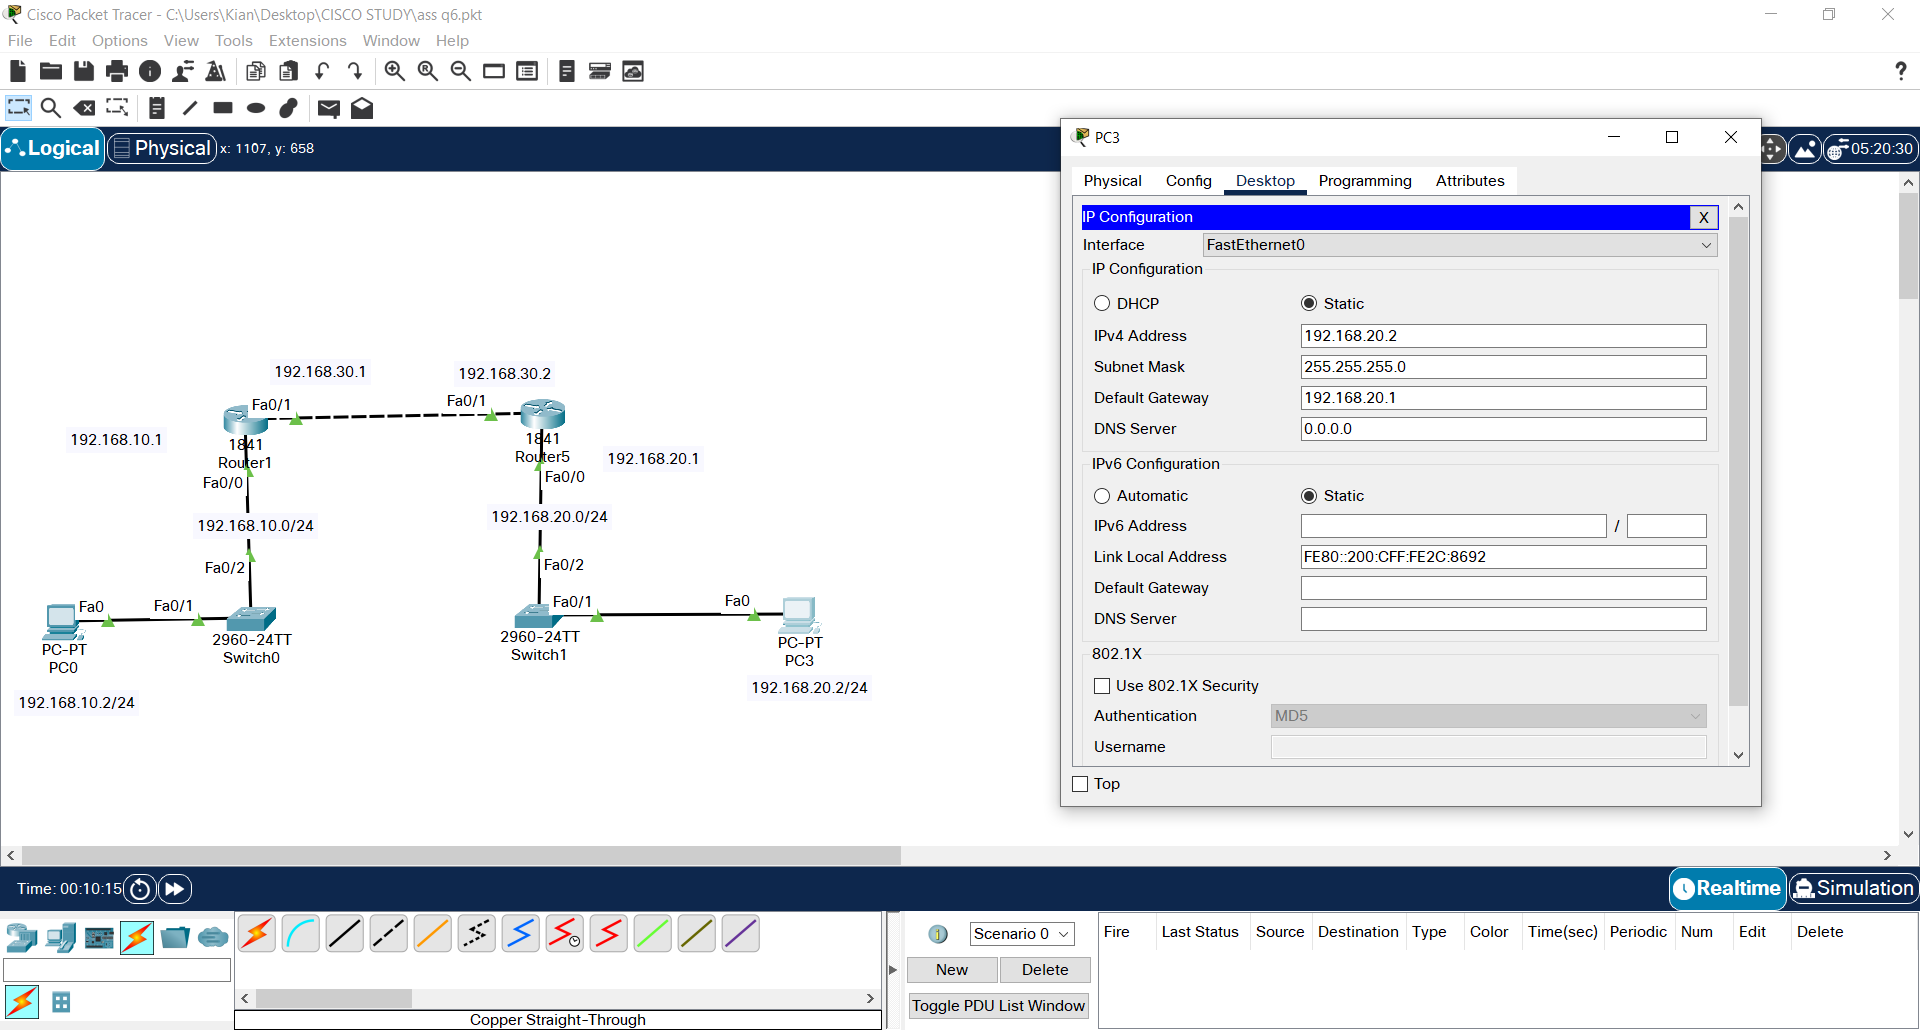 Cisco Packet Tracer - C:\Users\Kian\Desktop\CISCO STUDY\ass q6.pkt
File Edit Options View Tools Extensions Window Help
?
Logical Physical x: 1107, y: 658
05:20:30
192.168.30.1
192.168.30.2
Fa0/1
Fa0/1
192.168.10.1
1841
Router1
1841
Router5
192.168.20.1
Fa0/0
Fa0/0
192.168.10.0/24
192.168.20.0/24
Fa0/2
Fa0/2
Fa0
Fa0/1
Fa0/1
Fa0
PC-PT
PC0
2960-24TT
Switch0
2960-24TT
Switch1
PC-PT
PC3
192.168.10.2/24
192.168.20.2/24
PC3
Physical Config Desktop Programming Attributes
IP Configuration X
Interface FastEthernet0
IP Configuration
DHCP Static
IPv4 Address 192.168.20.2
Subnet Mask 255.255.255.0
Default Gateway 192.168.20.1
DNS Server 0.0.0.0
IPv6 Configuration
Automatic Static
IPv6 Address /
Link Local Address FE80::200:CFF:FE2C:8692
Default Gateway
DNS Server
802.1X
Use 802.1X Security
Authentication MD5
Username
Top
Time: 00:10:15
Realtime Simulation
Scenario 0
New Delete
Toggle PDU List Window
Fire Last Status Source Destination Type Color Time(sec) Periodic Num Edit Delete
Copper Straight-Through